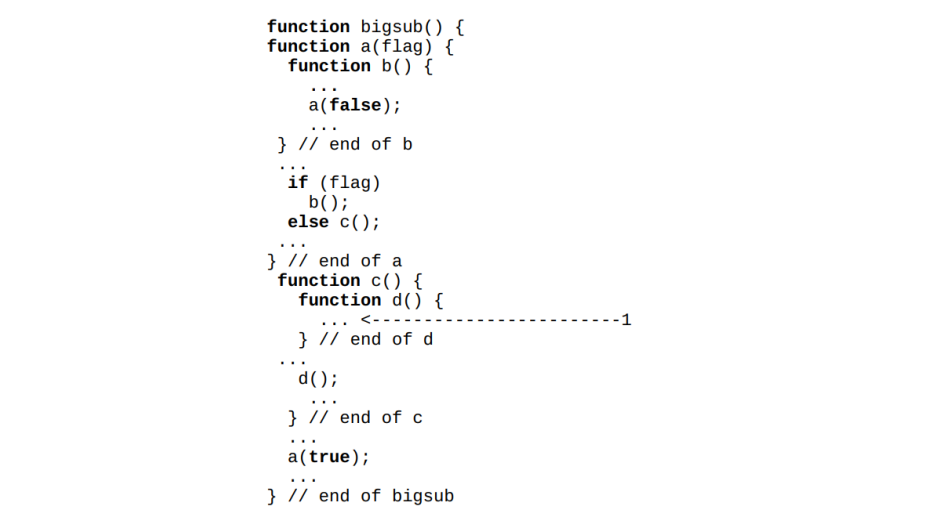 function bigsub() {
function a(flag) {
function b() {
...
a(false);
...
} // end of b
...
if (flag)
b();
else c();
...
} // end of a
function c() {
function d() {
... <------------------------1
} // end of d
...
d();
...
} // end of c
...
a(true);
...
} // end of bigsub